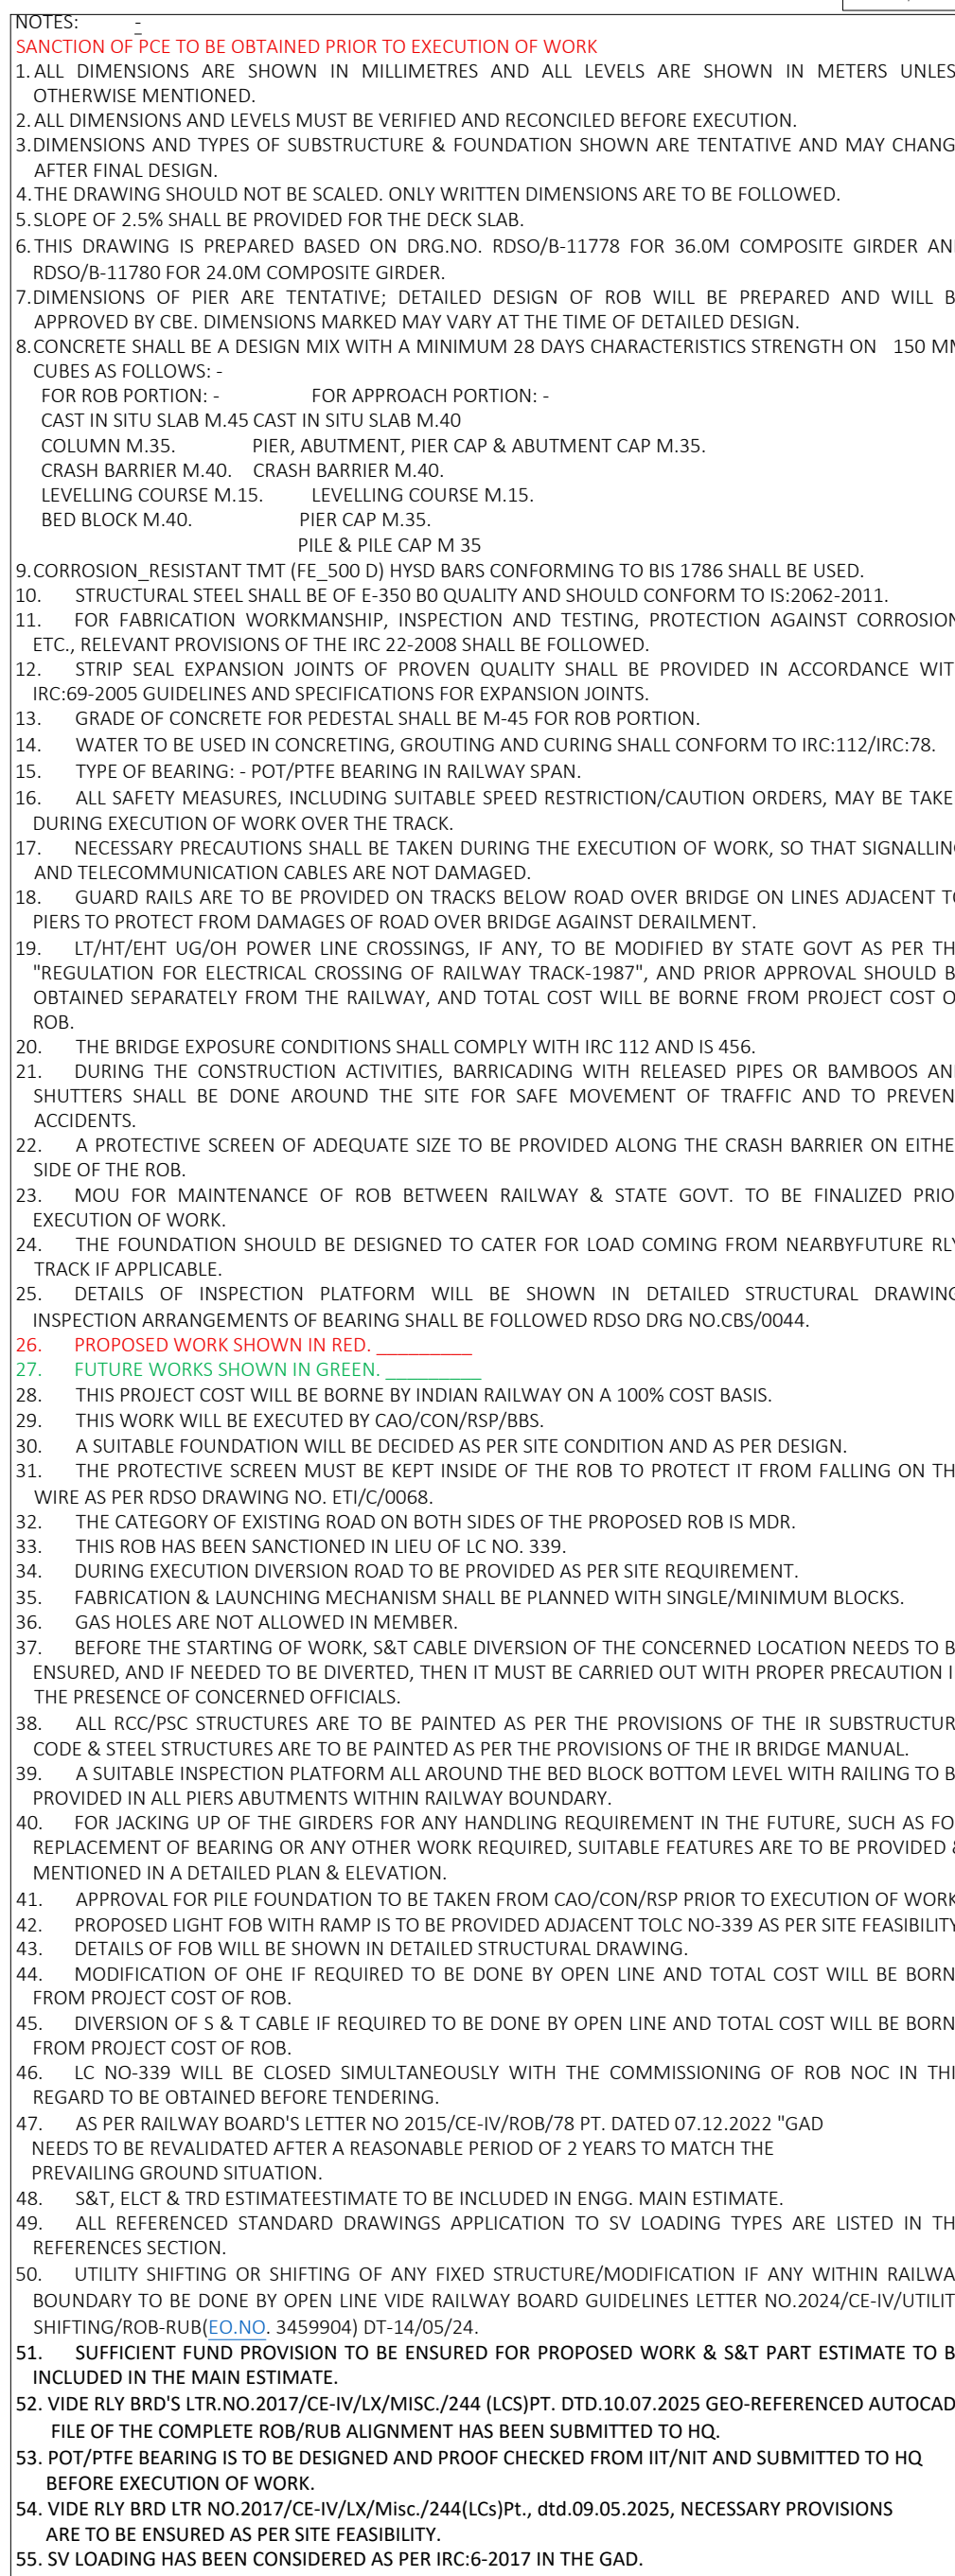 NOTES: -
SANCTION OF PCE TO BE OBTAINED PRIOR TO EXECUTION OF WORK
1. ALL DIMENSIONS ARE SHOWN IN MILLIMETRES AND ALL LEVELS ARE SHOWN IN METERS UNLES
OTHERWISE MENTIONED.
2. ALL DIMENSIONS AND LEVELS MUST BE VERIFIED AND RECONCILED BEFORE EXECUTION.
3. DIMENSIONS AND TYPES OF SUBSTRUCTURE & FOUNDATION SHOWN ARE TENTATIVE AND MAY CHANG
AFTER FINAL DESIGN.
4. THE DRAWING SHOULD NOT BE SCALED. ONLY WRITTEN DIMENSIONS ARE TO BE FOLLOWED.
5. SLOPE OF 2.5% SHALL BE PROVIDED FOR THE DECK SLAB.
6. THIS DRAWING IS PREPARED BASED ON DRG.NO. RDSO/B-11778 FOR 36.0M COMPOSITE GIRDER AN
RDSO/B-11780 FOR 24.0M COMPOSITE GIRDER.
7. DIMENSIONS OF PIER ARE TENTATIVE; DETAILED DESIGN OF ROB WILL BE PREPARED AND WILL B
APPROVED BY CBE. DIMENSIONS MARKED MAY VARY AT THE TIME OF DETAILED DESIGN.
8. CONCRETE SHALL BE A DESIGN MIX WITH A MINIMUM 28 DAYS CHARACTERISTICS STRENGTH ON 150 MM
CUBES AS FOLLOWS: -
FOR ROB PORTION: - FOR APPROACH PORTION: -
CAST IN SITU SLAB M.45 CAST IN SITU SLAB M.40
COLUMN M.35. PIER, ABUTMENT, PIER CAP & ABUTMENT CAP M.35.
CRASH BARRIER M.40. CRASH BARRIER M.40.
LEVELLING COURSE M.15. LEVELLING COURSE M.15.
BED BLOCK M.40. PIER CAP M.35.
PILE & PILE CAP M 35
9. CORROSION_RESISTANT TMT (FE_500 D) HYSD BARS CONFORMING TO BIS 1786 SHALL BE USED.
10. STRUCTURAL STEEL SHALL BE OF E-350 B0 QUALITY AND SHOULD CONFORM TO IS:2062-2011.
11. FOR FABRICATION WORKMANSHIP, INSPECTION AND TESTING, PROTECTION AGAINST CORROSION
ETC., RELEVANT PROVISIONS OF THE IRC 22-2008 SHALL BE FOLLOWED.
12. STRIP SEAL EXPANSION JOINTS OF PROVEN QUALITY SHALL BE PROVIDED IN ACCORDANCE WIT
IRC:69-2005 GUIDELINES AND SPECIFICATIONS FOR EXPANSION JOINTS.
13. GRADE OF CONCRETE FOR PEDESTAL SHALL BE M-45 FOR ROB PORTION.
14. WATER TO BE USED IN CONCRETING, GROUTING AND CURING SHALL CONFORM TO IRC:112/IRC:78.
15. TYPE OF BEARING: - POT/PTFE BEARING IN RAILWAY SPAN.
16. ALL SAFETY MEASURES, INCLUDING SUITABLE SPEED RESTRICTION/CAUTION ORDERS, MAY BE TAKE
DURING EXECUTION OF WORK OVER THE TRACK.
17. NECESSARY PRECAUTIONS SHALL BE TAKEN DURING THE EXECUTION OF WORK, SO THAT SIGNALLING
AND TELECOMMUNICATION CABLES ARE NOT DAMAGED.
18. GUARD RAILS ARE TO BE PROVIDED ON TRACKS BELOW ROAD OVER BRIDGE ON LINES ADJACENT TO
PIERS TO PROTECT FROM DAMAGES OF ROAD OVER BRIDGE AGAINST DERAILMENT.
19. LT/HT/EHT UG/OH POWER LINE CROSSINGS, IF ANY, TO BE MODIFIED BY STATE GOVT AS PER TH
"REGULATION FOR ELECTRICAL CROSSING OF RAILWAY TRACK-1987", AND PRIOR APPROVAL SHOULD B
OBTAINED SEPARATELY FROM THE RAILWAY, AND TOTAL COST WILL BE BORNE FROM PROJECT COST O
ROB.
20. THE BRIDGE EXPOSURE CONDITIONS SHALL COMPLY WITH IRC 112 AND IS 456.
21. DURING THE CONSTRUCTION ACTIVITIES, BARRICADING WITH RELEASED PIPES OR BAMBOOS AN
SHUTTERS SHALL BE DONE AROUND THE SITE FOR SAFE MOVEMENT OF TRAFFIC AND TO PREVEN
ACCIDENTS.
22. A PROTECTIVE SCREEN OF ADEQUATE SIZE TO BE PROVIDED ALONG THE CRASH BARRIER ON EITHE
SIDE OF THE ROB.
23. MOU FOR MAINTENANCE OF ROB BETWEEN RAILWAY & STATE GOVT. TO BE FINALIZED PRIO
EXECUTION OF WORK.
24. THE FOUNDATION SHOULD BE DESIGNED TO CATER FOR LOAD COMING FROM NEARBYFUTURE RLY
TRACK IF APPLICABLE.
25. DETAILS OF INSPECTION PLATFORM WILL BE SHOWN IN DETAILED STRUCTURAL DRAWING
INSPECTION ARRANGEMENTS OF BEARING SHALL BE FOLLOWED RDSO DRG NO.CBS/0044.
26. PROPOSED WORK SHOWN IN RED. _________
27. FUTURE WORKS SHOWN IN GREEN. _________
28. THIS PROJECT COST WILL BE BORNE BY INDIAN RAILWAY ON A 100% COST BASIS.
29. THIS WORK WILL BE EXECUTED BY CAO/CON/RSP/BBS.
30. A SUITABLE FOUNDATION WILL BE DECIDED AS PER SITE CONDITION AND AS PER DESIGN.
31. THE PROTECTIVE SCREEN MUST BE KEPT INSIDE OF THE ROB TO PROTECT IT FROM FALLING ON TH
WIRE AS PER RDSO DRAWING NO. ETI/C/0068.
32. THE CATEGORY OF EXISTING ROAD ON BOTH SIDES OF THE PROPOSED ROB IS MDR.
33. THIS ROB HAS BEEN SANCTIONED IN LIEU OF LC NO. 339.
34. DURING EXECUTION DIVERSION ROAD TO BE PROVIDED AS PER SITE REQUIREMENT.
35. FABRICATION & LAUNCHING MECHANISM SHALL BE PLANNED WITH SINGLE/MINIMUM BLOCKS.
36. GAS HOLES ARE NOT ALLOWED IN MEMBER.
37. BEFORE THE STARTING OF WORK, S&T CABLE DIVERSION OF THE CONCERNED LOCATION NEEDS TO B
ENSURED, AND IF NEEDED TO BE DIVERTED, THEN IT MUST BE CARRIED OUT WITH PROPER PRECAUTION I
THE PRESENCE OF CONCERNED OFFICIALS.
38. ALL RCC/PSC STRUCTURES ARE TO BE PAINTED AS PER THE PROVISIONS OF THE IR SUBSTRUCTUR
CODE & STEEL STRUCTURES ARE TO BE PAINTED AS PER THE PROVISIONS OF THE IR BRIDGE MANUAL.
39. A SUITABLE INSPECTION PLATFORM ALL AROUND THE BED BLOCK BOTTOM LEVEL WITH RAILING TO B
PROVIDED IN ALL PIERS ABUTMENTS WITHIN RAILWAY BOUNDARY.
40. FOR JACKING UP OF THE GIRDERS FOR ANY HANDLING REQUIREMENT IN THE FUTURE, SUCH AS FO
REPLACEMENT OF BEARING OR ANY OTHER WORK REQUIRED, SUITABLE FEATURES ARE TO BE PROVIDED &
MENTIONED IN A DETAILED PLAN & ELEVATION.
41. APPROVAL FOR PILE FOUNDATION TO BE TAKEN FROM CAO/CON/RSP PRIOR TO EXECUTION OF WORK
42. PROPOSED LIGHT FOB WITH RAMP IS TO BE PROVIDED ADJACENT TOLC NO-339 AS PER SITE FEASIBILITY
43. DETAILS OF FOB WILL BE SHOWN IN DETAILED STRUCTURAL DRAWING.
44. MODIFICATION OF OHE IF REQUIRED TO BE DONE BY OPEN LINE AND TOTAL COST WILL BE BORN
FROM PROJECT COST OF ROB.
45. DIVERSION OF S & T CABLE IF REQUIRED TO BE DONE BY OPEN LINE AND TOTAL COST WILL BE BORN
FROM PROJECT COST OF ROB.
46. LC NO-339 WILL BE CLOSED SIMULTANEOUSLY WITH THE COMMISSIONING OF ROB NOC IN THI
REGARD TO BE OBTAINED BEFORE TENDERING.
47. AS PER RAILWAY BOARD'S LETTER NO 2015/CE-IV/ROB/78 PT. DATED 07.12.2022 "GAD
NEEDS TO BE REVALIDATED AFTER A REASONABLE PERIOD OF 2 YEARS TO MATCH THE
PREVAILING GROUND SITUATION.
48. S&T, ELCT & TRD ESTIMATEESTIMATE TO BE INCLUDED IN ENGG. MAIN ESTIMATE.
49. ALL REFERENCED STANDARD DRAWINGS APPLICATION TO SV LOADING TYPES ARE LISTED IN TH
REFERENCES SECTION.
50. UTILITY SHIFTING OR SHIFTING OF ANY FIXED STRUCTURE/MODIFICATION IF ANY WITHIN RAILWA
BOUNDARY TO BE DONE BY OPEN LINE VIDE RAILWAY BOARD GUIDELINES LETTER NO.2024/CE-IV/UTILIT
SHIFTING/ROB-RUB(EO.NO. 3459904) DT-14/05/24.
51. SUFFICIENT FUND PROVISION TO BE ENSURED FOR PROPOSED WORK & S&T PART ESTIMATE TO B
INCLUDED IN THE MAIN ESTIMATE.
52. VIDE RLY BRD'S LTR.NO.2017/CE-IV/LX/MISC./244 (LCS)PT. DTD.10.07.2025 GEO-REFERENCED AUTOCAD
FILE OF THE COMPLETE ROB/RUB ALIGNMENT HAS BEEN SUBMITTED TO HQ.
53. POT/PTFE BEARING IS TO BE DESIGNED AND PROOF CHECKED FROM IIT/NIT AND SUBMITTED TO HQ
BEFORE EXECUTION OF WORK.
54. VIDE RLY BRD LTR NO.2017/CE-IV/LX/Misc./244(LCs)Pt., dtd.09.05.2025, NECESSARY PROVISIONS
ARE TO BE ENSURED AS PER SITE FEASIBILITY.
55. SV LOADING HAS BEEN CONSIDERED AS PER IRC:6-2017 IN THE GAD.